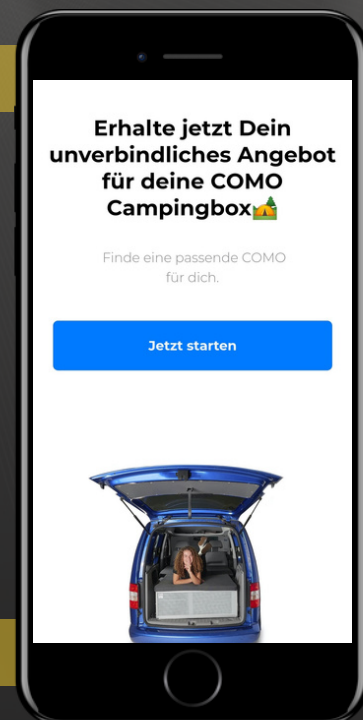 Erhalte jetzt Dein
unverbindliches Angebot
für deine COMO
Campingbox🏕️
Finde eine passende COMO
für dich.
Jetzt starten